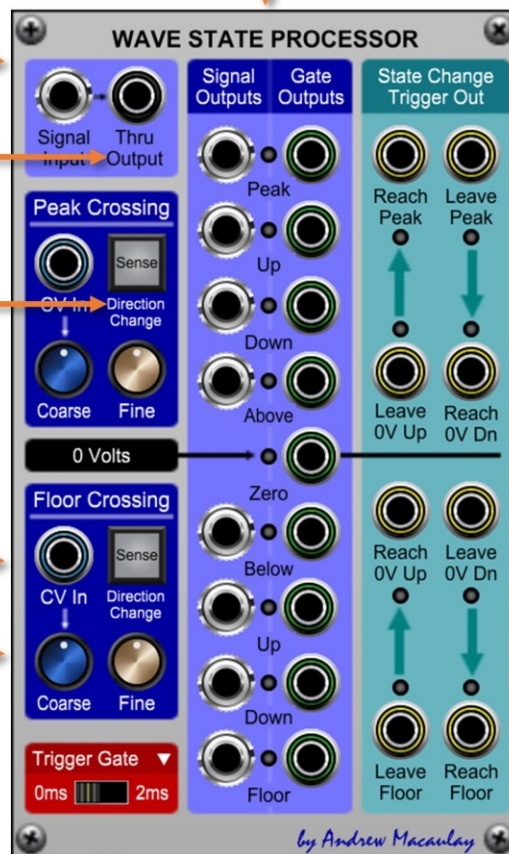 WAVE STATE PROCESSOR
Signal Input
Thru Output
Peak Crossing
CV In
Sense
Direction Change
Coarse
Fine
0 Volts
Floor Crossing
CV In
Sense
Direction Change
Coarse
Fine
Trigger Gate
0ms
2ms
Signal Outputs
Gate Outputs
Peak
Up
Down
Above
Zero
Below
Up
Down
Floor
State Change
Trigger Out
Reach Peak
Leave Peak
Leave 0V Up
Reach 0V Dn
Reach 0V Up
Leave 0V Dn
Leave Floor
Reach Floor
by Andrew Macaulay